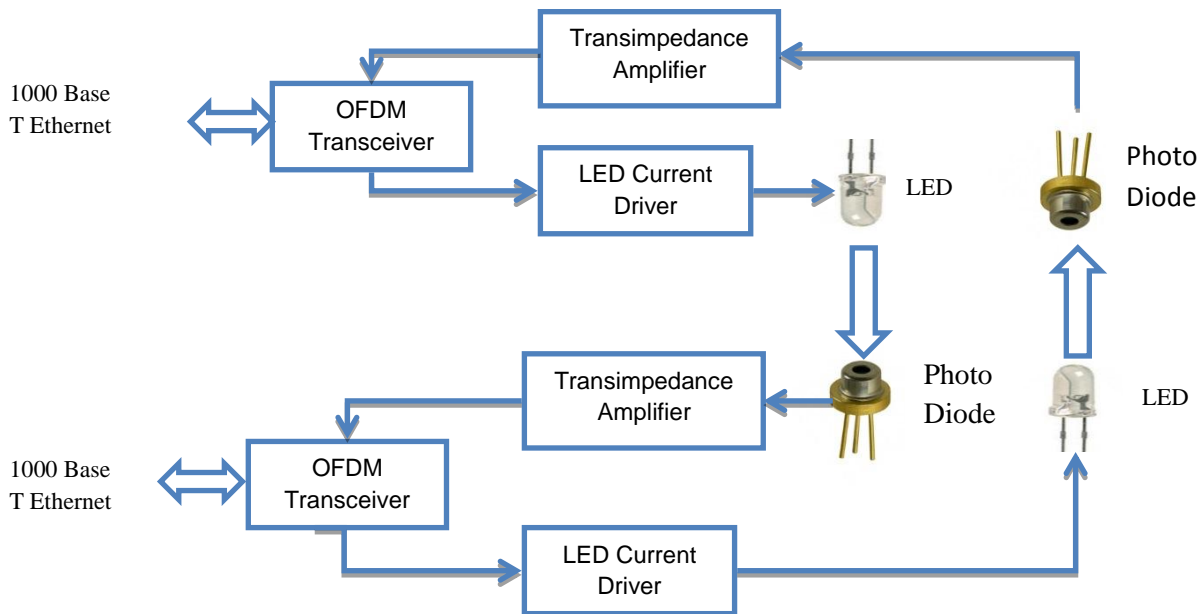 Transimpedance
Amplifier
1000 Base
T Ethernet
OFDM
Transceiver
LED Current
Driver
LED
Photo
Diode
Transimpedance
Amplifier
Photo
Diode
LED
1000 Base
T Ethernet
OFDM
Transceiver
LED Current
Driver